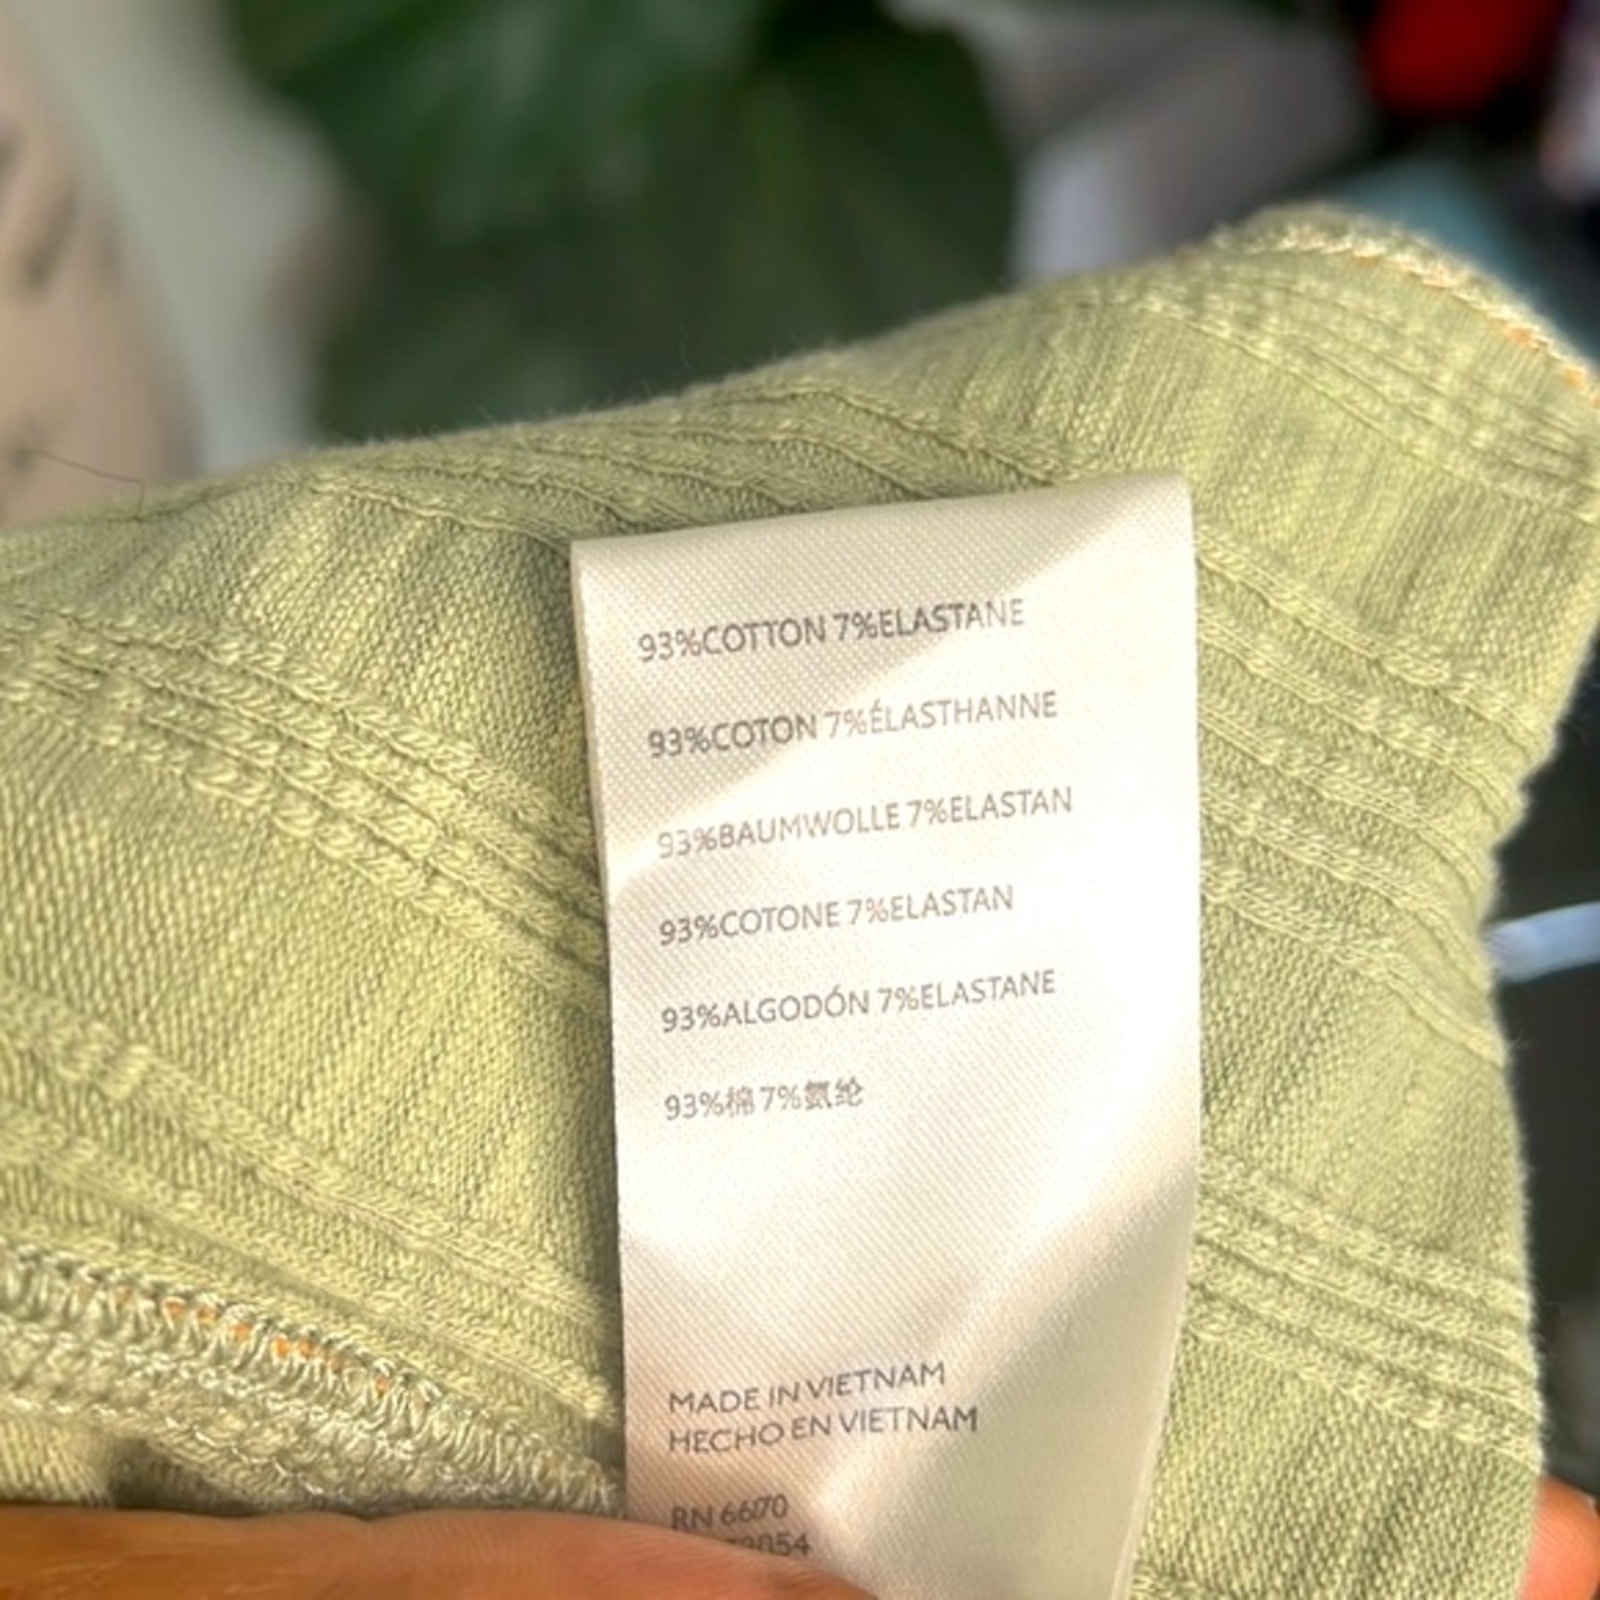 93%COTTON 7%ELASTANE
93%COTON 7%ÉLASTHANNE
93%BAUMWOLLE 7%ELASTAN
93%COTONE 7%ELASTAN
93%ALGODÓN 7%ELASTANE
93%棉 7%氨纶
MADE IN VIETNAM
HECHO EN VIETNAM
RN